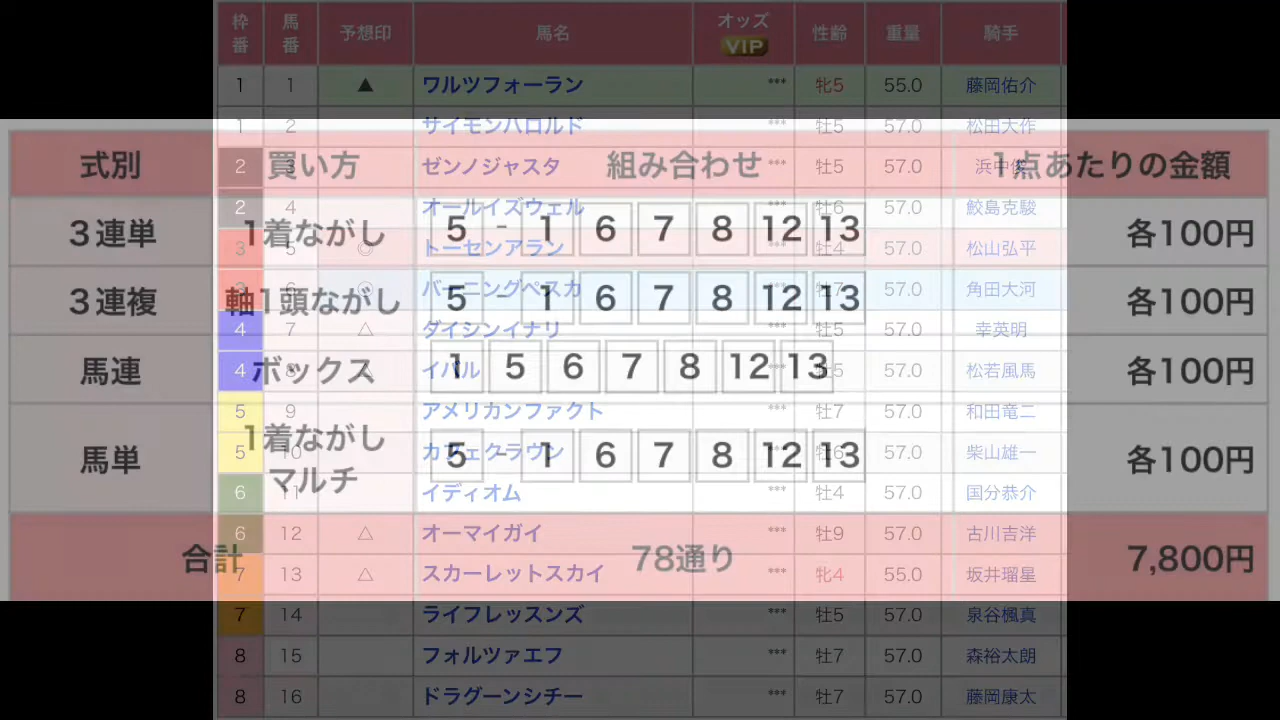 枠番 馬番 予想印 馬名 オッズ VIP 性齢 重量 騎手
1 1 ▲ ワルツフォーラン *** 牝5 55.0 藤岡佑介
1 2 サイモンハロルド *** 牡5 57.0 松田大作
2 3 ゼンノジャスタ *** 牡5 57.0 浜中俊
2 4 オールイズウェル *** 牡6 57.0 鮫島克駿
3 5 ◎ トーセンアラン *** 牡4 57.0 松山弘平
バーニングペスカ 57.0 角田大河
4 7 △ ダイシンイナリ *** 牡5 57.0 幸英明
4 8 イバル 57.0 松若風馬
5 9 アメリカンファクト *** 牡7 57.0 和田竜二
5 10 カフェクラウン 57.0 柴山雄一
6 11 イディオム *** 牡4 57.0 国分恭介
6 12 △ オーマイガイ *** 牡9 57.0 古川吉洋
7 13 △ スカーレットスカイ *** 牝4 55.0 坂井瑠星
7 14 ライフレッスンズ *** 牡5 57.0 泉谷楓真
8 15 フォルツァエフ *** 牡7 57.0 森裕太朗
8 16 ドラグーンシチー *** 牡7 57.0 藤岡康太
式別 買い方 組み合わせ 1点あたりの金額
3連単 1着ながし 5 - 1 6 7 8 12 13 各100円
3連複 軸1頭ながし 5 - 1 6 7 8 12 13 各100円
馬連 ボックス 1 5 6 7 8 12 13 各100円
馬単 1着ながし マルチ 5 - 1 6 7 8 12 13 各100円
合計 78通り 7,800円